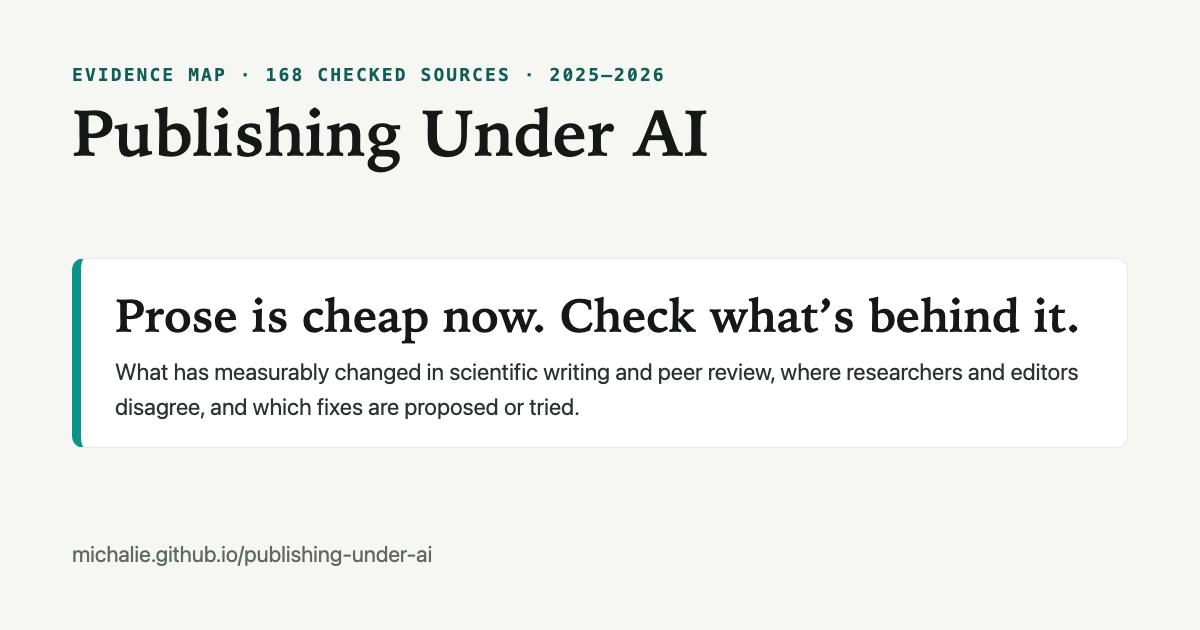 EVIDENCE MAP · 168 CHECKED SOURCES · 2025–2026
Publishing Under AI
Prose is cheap now. Check what’s behind it.
What has measurably changed in scientific writing and peer review, where researchers and editors
disagree, and which fixes are proposed or tried.
michalie.github.io/publishing-under-ai